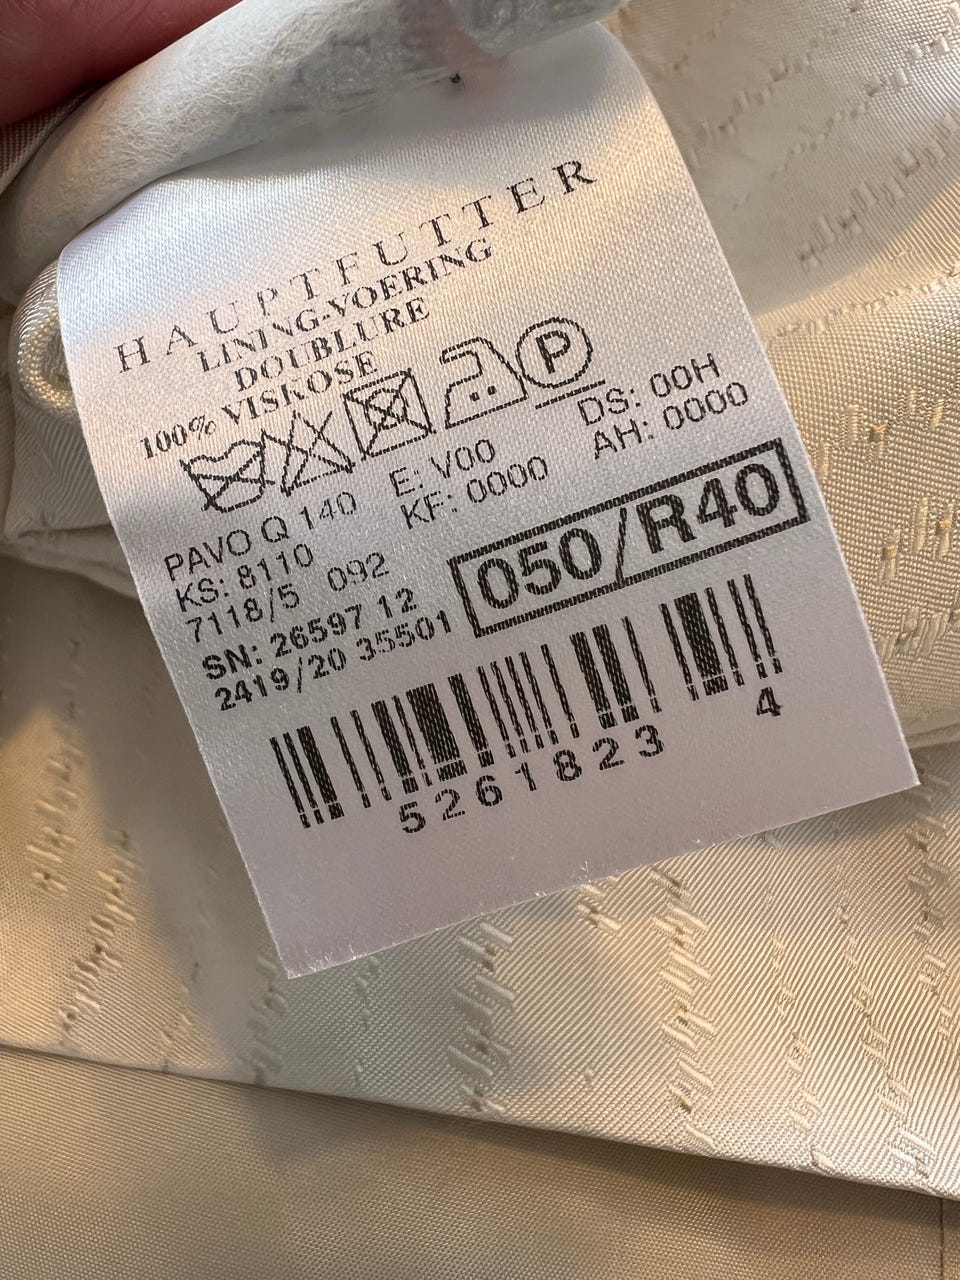 HAUPTFUTTER
LINING-VOERING
DOUBLURE
100% VISKOSE
P
PAVO Q 140 E: V00 DS: 00H
KS: 8110 KF: 0000 AH: 0000
7118/5 092
SN: 26597 12
2419/20 35501
050/R40
5261823 4